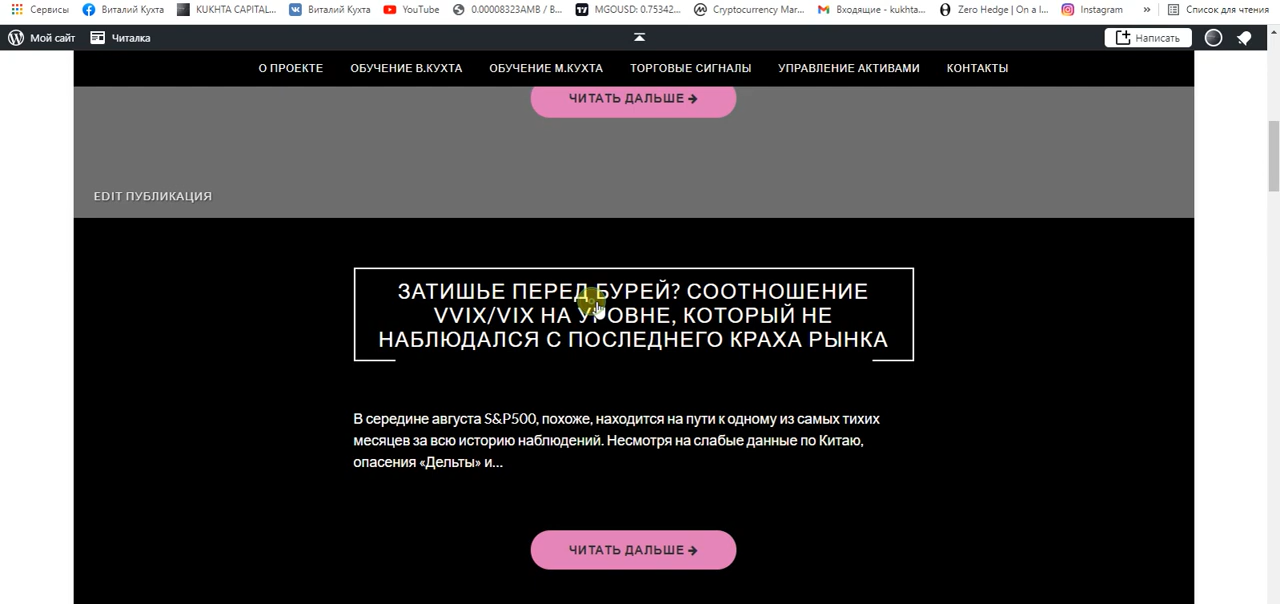 Сервисы Виталий Кухта KUKHTA CAPITAL... Виталий Кухта YouTube 0.00008323AMB / B... MGOUSD: 0.75342... Cryptocurrency Mar... Входящие - kukhta... Zero Hedge | On a l... Instagram » Список для чтения
Мой сайт Читалка Написать
О ПРОЕКТЕ ОБУЧЕНИЕ В.КУХТА ОБУЧЕНИЕ М.КУХТА ТОРГОВЫЕ СИГНАЛЫ УПРАВЛЕНИЕ АКТИВАМИ КОНТАКТЫ
ЧИТАТЬ ДАЛЬШЕ →
EDIT ПУБЛИКАЦИЯ
ЗАТИШЬЕ ПЕРЕД БУРЕЙ? СООТНОШЕНИЕ
VVIX/VIX НА УРОВНЕ, КОТОРЫЙ НЕ
НАБЛЮДАЛСЯ С ПОСЛЕДНЕГО КРАХА РЫНКА
В середине августа S&P500, похоже, находится на пути к одному из самых тихих
месяцев за всю историю наблюдений. Несмотря на слабые данные по Китаю,
опасения «Дельты» и...
ЧИТАТЬ ДАЛЬШЕ →